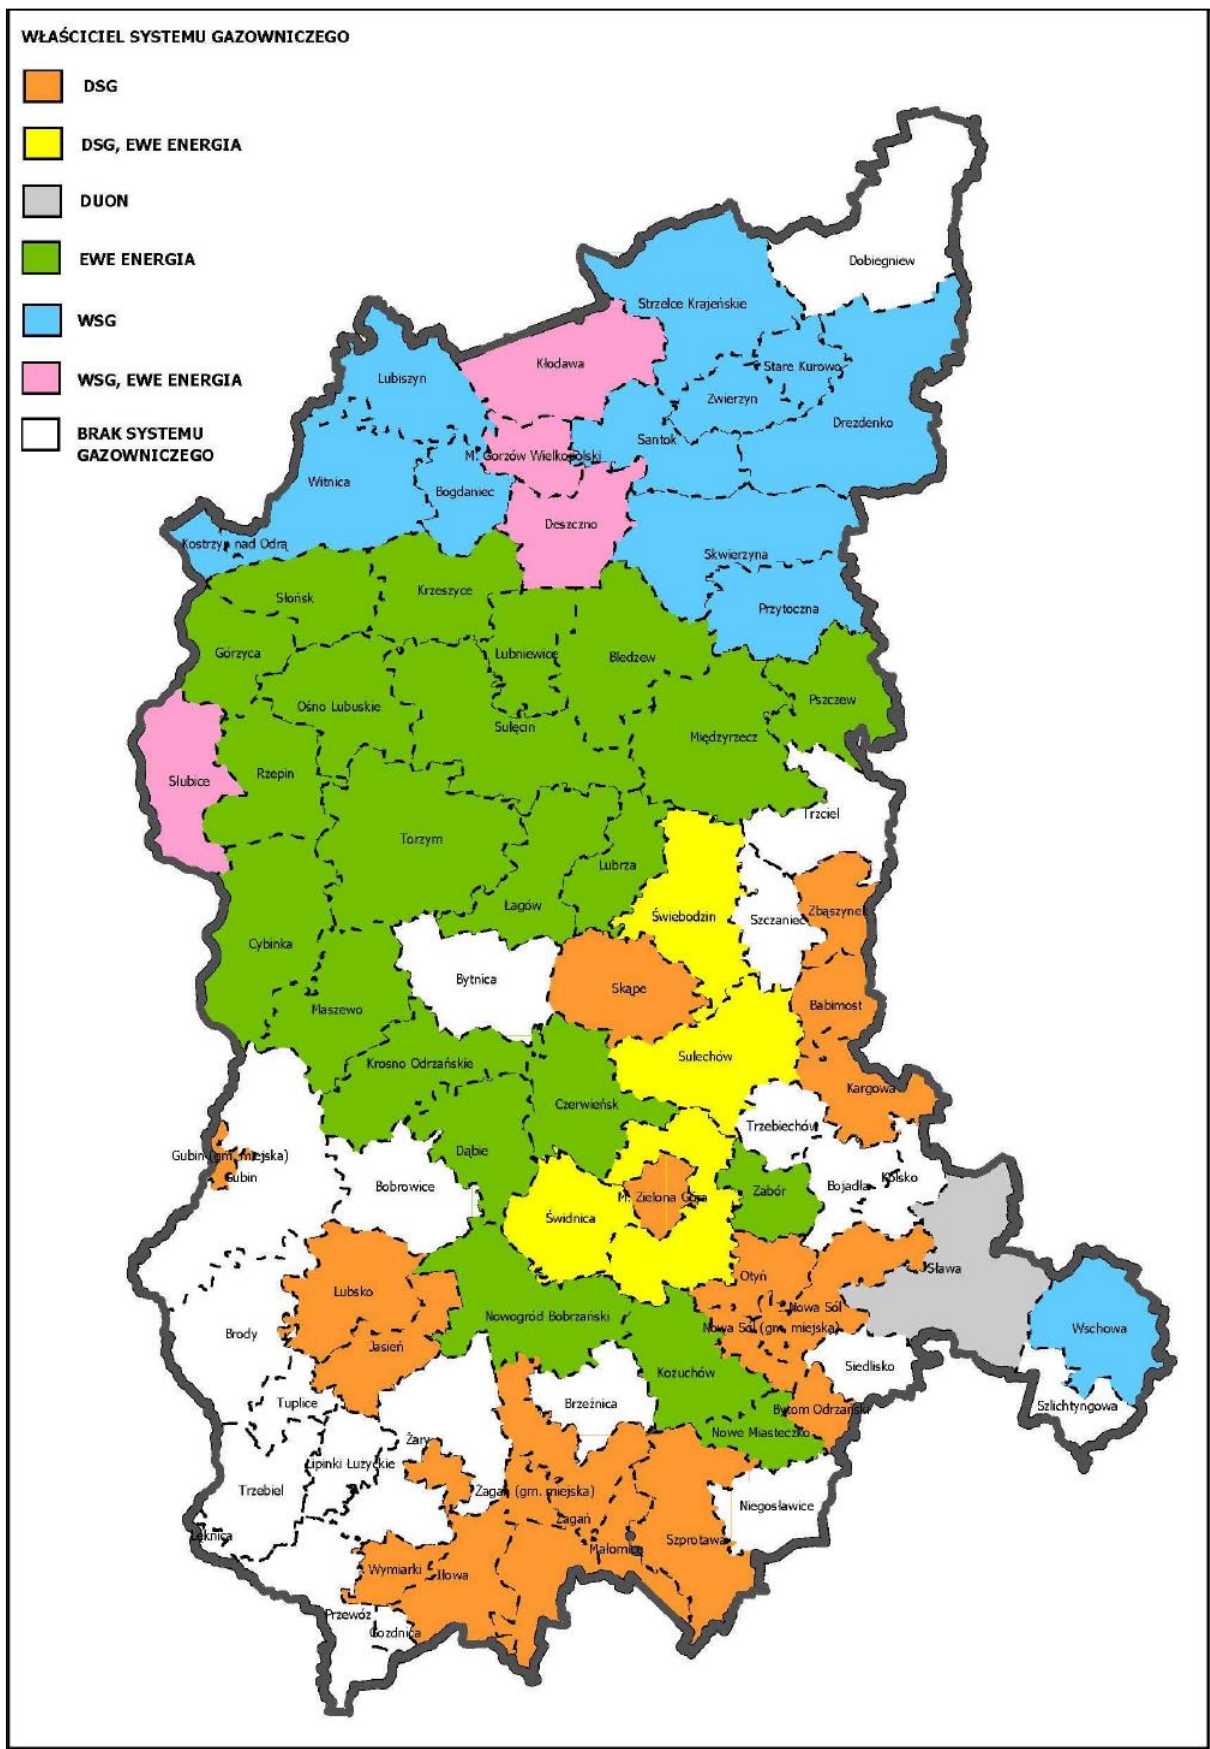 WŁAŚCICIEL SYSTEMU GAZOWNICZEGO
DSG
DSG, EWE ENERGIA
DUON
EWE ENERGIA
WSG
WSG, EWE ENERGIA
BRAK SYSTEMU
GAZOWNICZEGO
Dobiegniew
Strzelce Krajeńskie
Kłodawa
Stare Kurowo
Lubiszyn
Zwierzyn
Drezdenko
Santok
M. Gorzów Wielkopolski
Witnica
Bogdaniec
Deszczno
Kostrzyn nad Odrą
Skwierzyna
Krzeszyce
Słońsk
Przytoczna
Górzyca
Lubniewice
Bledzew
Pszczew
Ośno Lubuskie
Sulęcin
Międzyrzecz
Rzepin
Słubice
Trzciel
Torzym
Lubrza
Łagów
Zbąszynek
Świebodzin
Szczaniec
Cybinka
Bytnica
Skąpe
Babimost
Maszewo
Sulechów
Krosno Odrzańskie
Kargowa
Czerwieńsk
Trzebiechów
Dąbie
Gubin (gm. miejska)
Gubin
Kolsko
Bobrowice
Bojadła
Zabór
M. Zielona Góra
Świdnica
Sława
Otyń
Lubsko
Nowa Sól
Nowogród Bobrzański
Nowa Sól (gm. miejska)
Wschowa
Brody
Jasień
Siedlisko
Kożuchów
Tuplice
Brzeźnica
Szlichtyngowa
Bytom Odrzański
Nowe Miasteczko
Żary
Lipinki Łużyckie
Trzebiel
Żagań (gm. miejska)
Niegosławice
Żagań
Łęknica
Szprotawa
Małomice
Wymiarki
Iłowa
Przewóz
Gozdnica